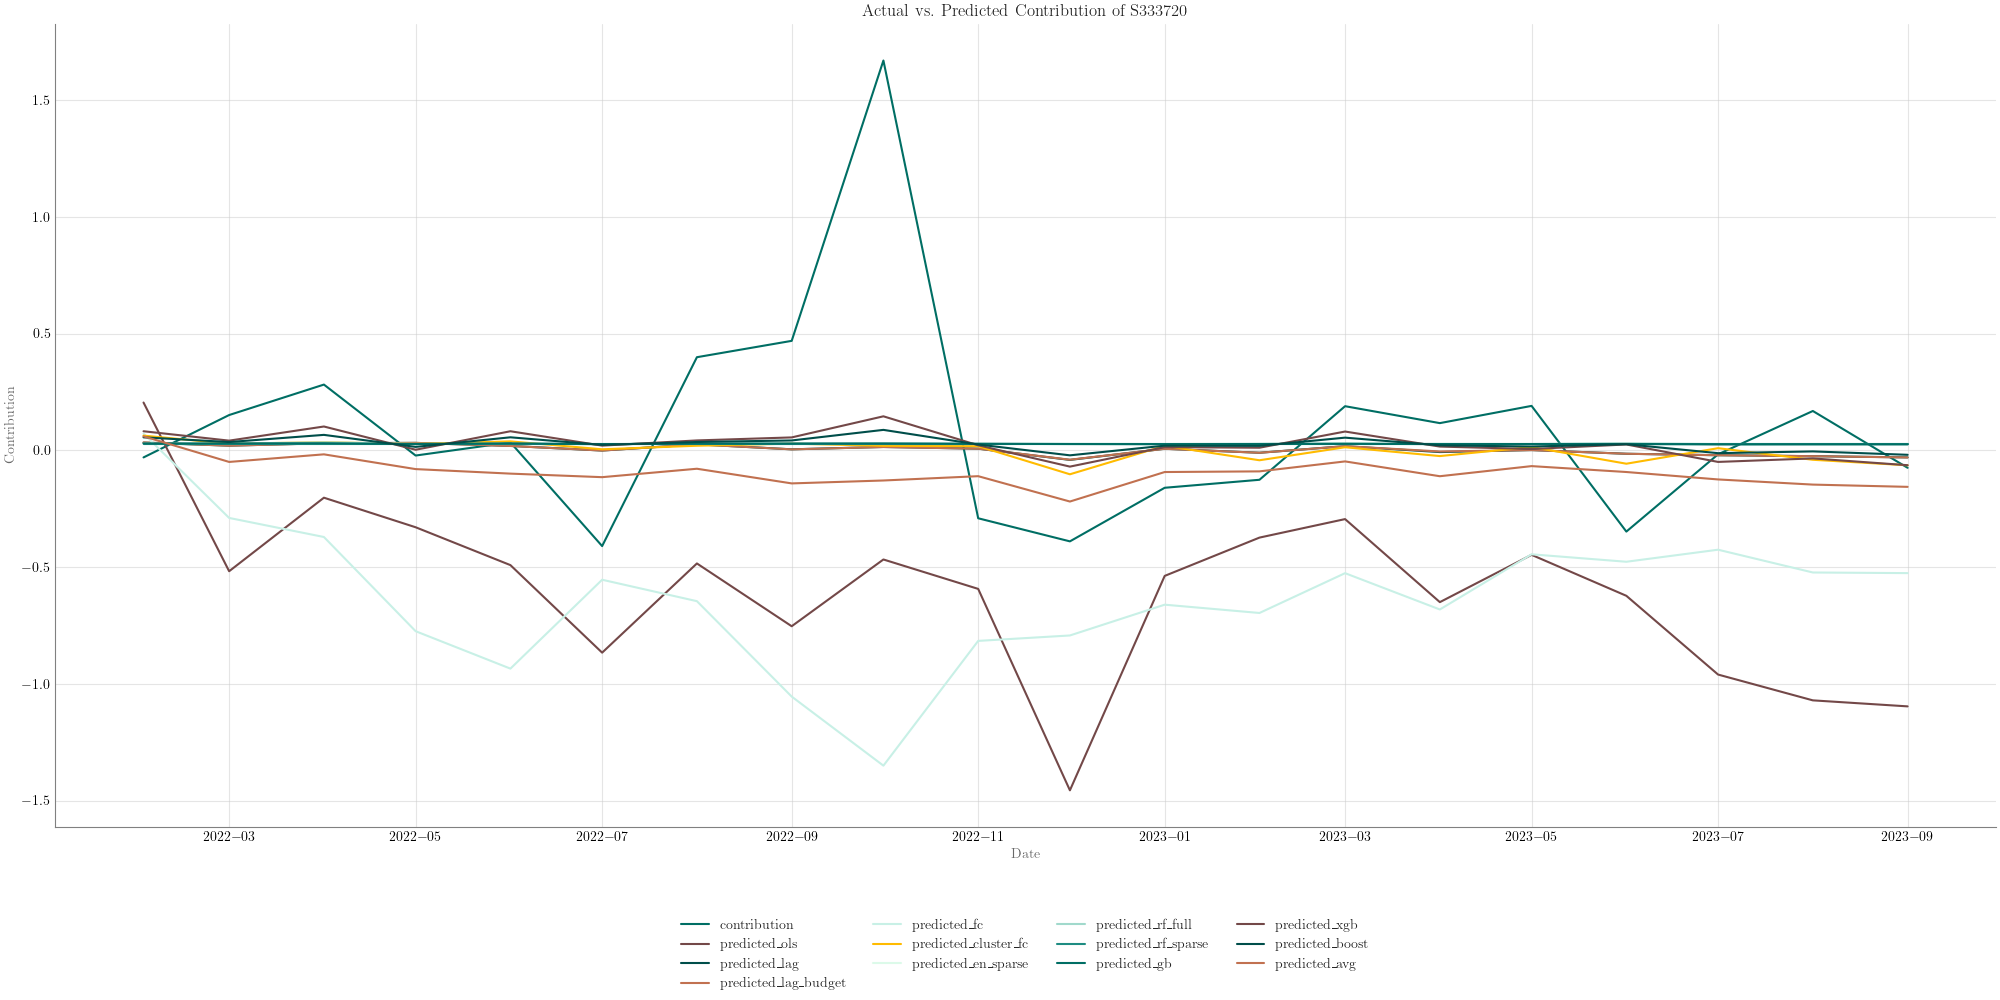 Actual vs. Predicted Contribution of S333720
Contribution
1.5
1.0
0.5
0.0
−0.5
−1.0
−1.5
2022−03 2022−05 2022−07 2022−09 2022−11 2023−01 2023−03 2023−05 2023−07 2023−09
Date
contribution predicted_fc predicted_rf_full predicted_xgb
predicted_ols predicted_cluster_fc predicted_rf_sparse predicted_boost
predicted_lag predicted_en_sparse predicted_gb predicted_avg
predicted_lag_budget